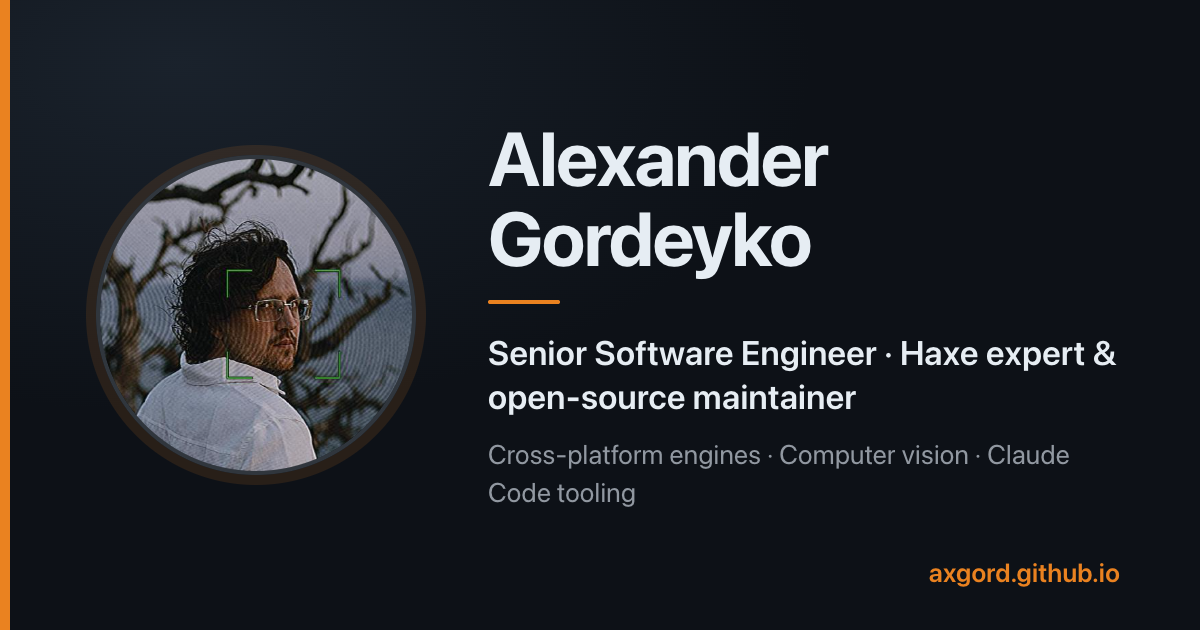 Alexander
Gordeyko
Senior Software Engineer · Haxe expert &
open-source maintainer
Cross-platform engines · Computer vision · Claude
Code tooling
axgord.github.io